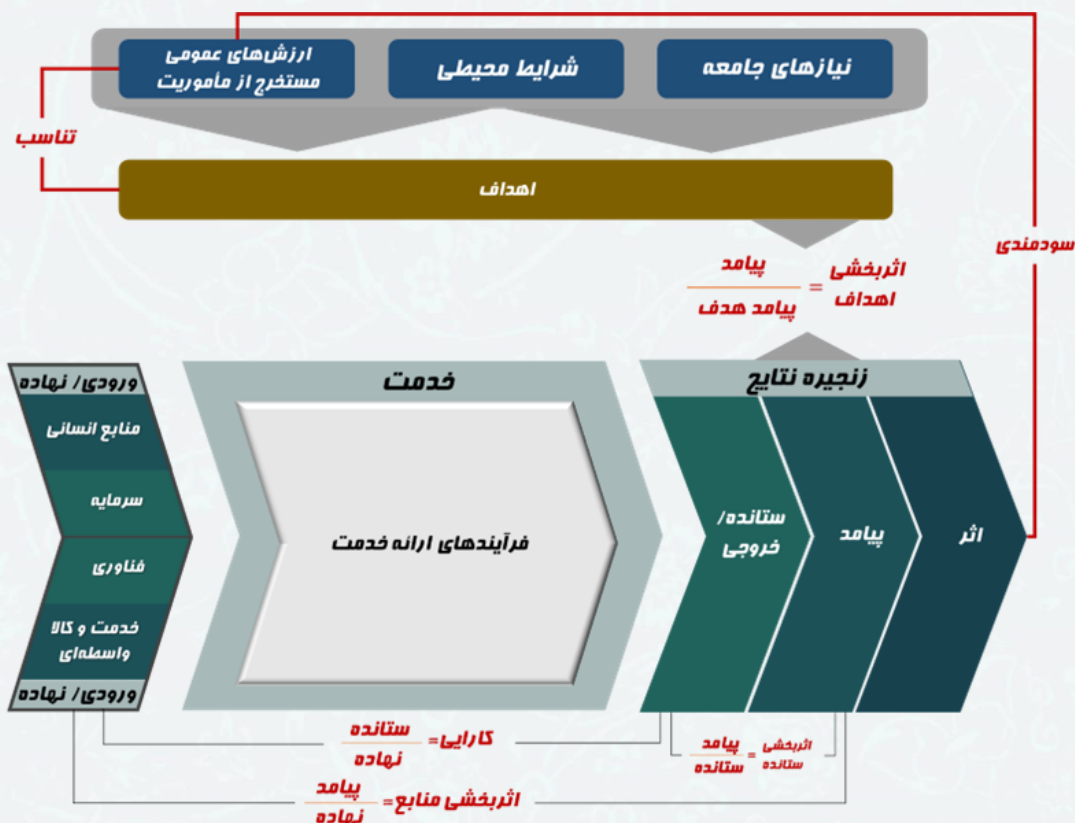 ارزش‌های عمومی
مستخرج از مأموریت
شرایط محیطی
نیازهای جامعه
تناسب
اهداف
سودمندی
اثربخشی اهداف = پیامد / پیامد هدف
ورودی/ نهاده
منابع انسانی
سرمایه
فناوری
خدمت و کالا
واسطه‌ای
ورودی/ نهاده
خدمت
فرآیندهای ارائه خدمت
زنجیره نتایج
ستانده/
خروجی
پیامد
اثر
کارایی= ستانده / نهاده
اثربخشی ستانده = پیامد / ستانده
اثربخشی منابع= پیامد / نهاده